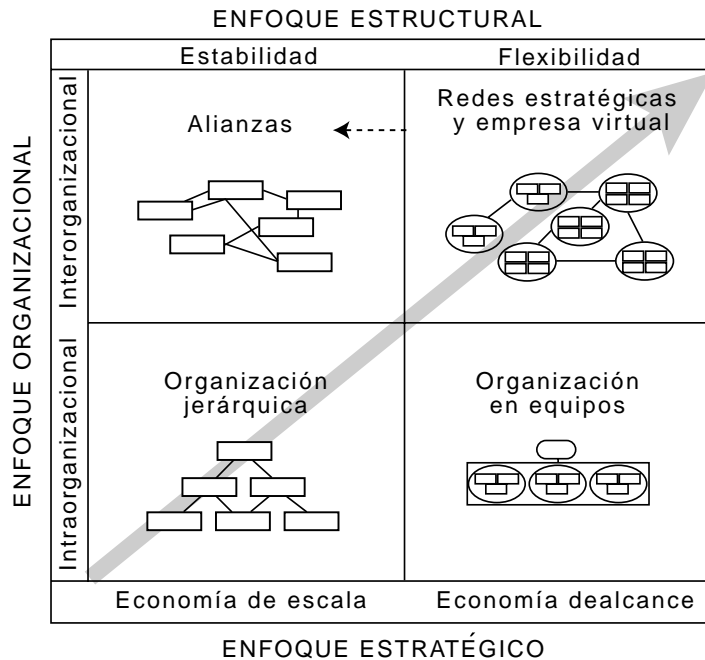 ENFOQUE ESTRUCTURAL
Estabilidad
Flexibilidad
ENFOQUE ORGANIZACIONAL
Interorganizacional
Alianzas
Redes estratégicas
y empresa virtual
Intraorganizacional
Organización
jerárquica
Organización
en equipos
Economía de escala
Economía dealcance
ENFOQUE ESTRATÉGICO